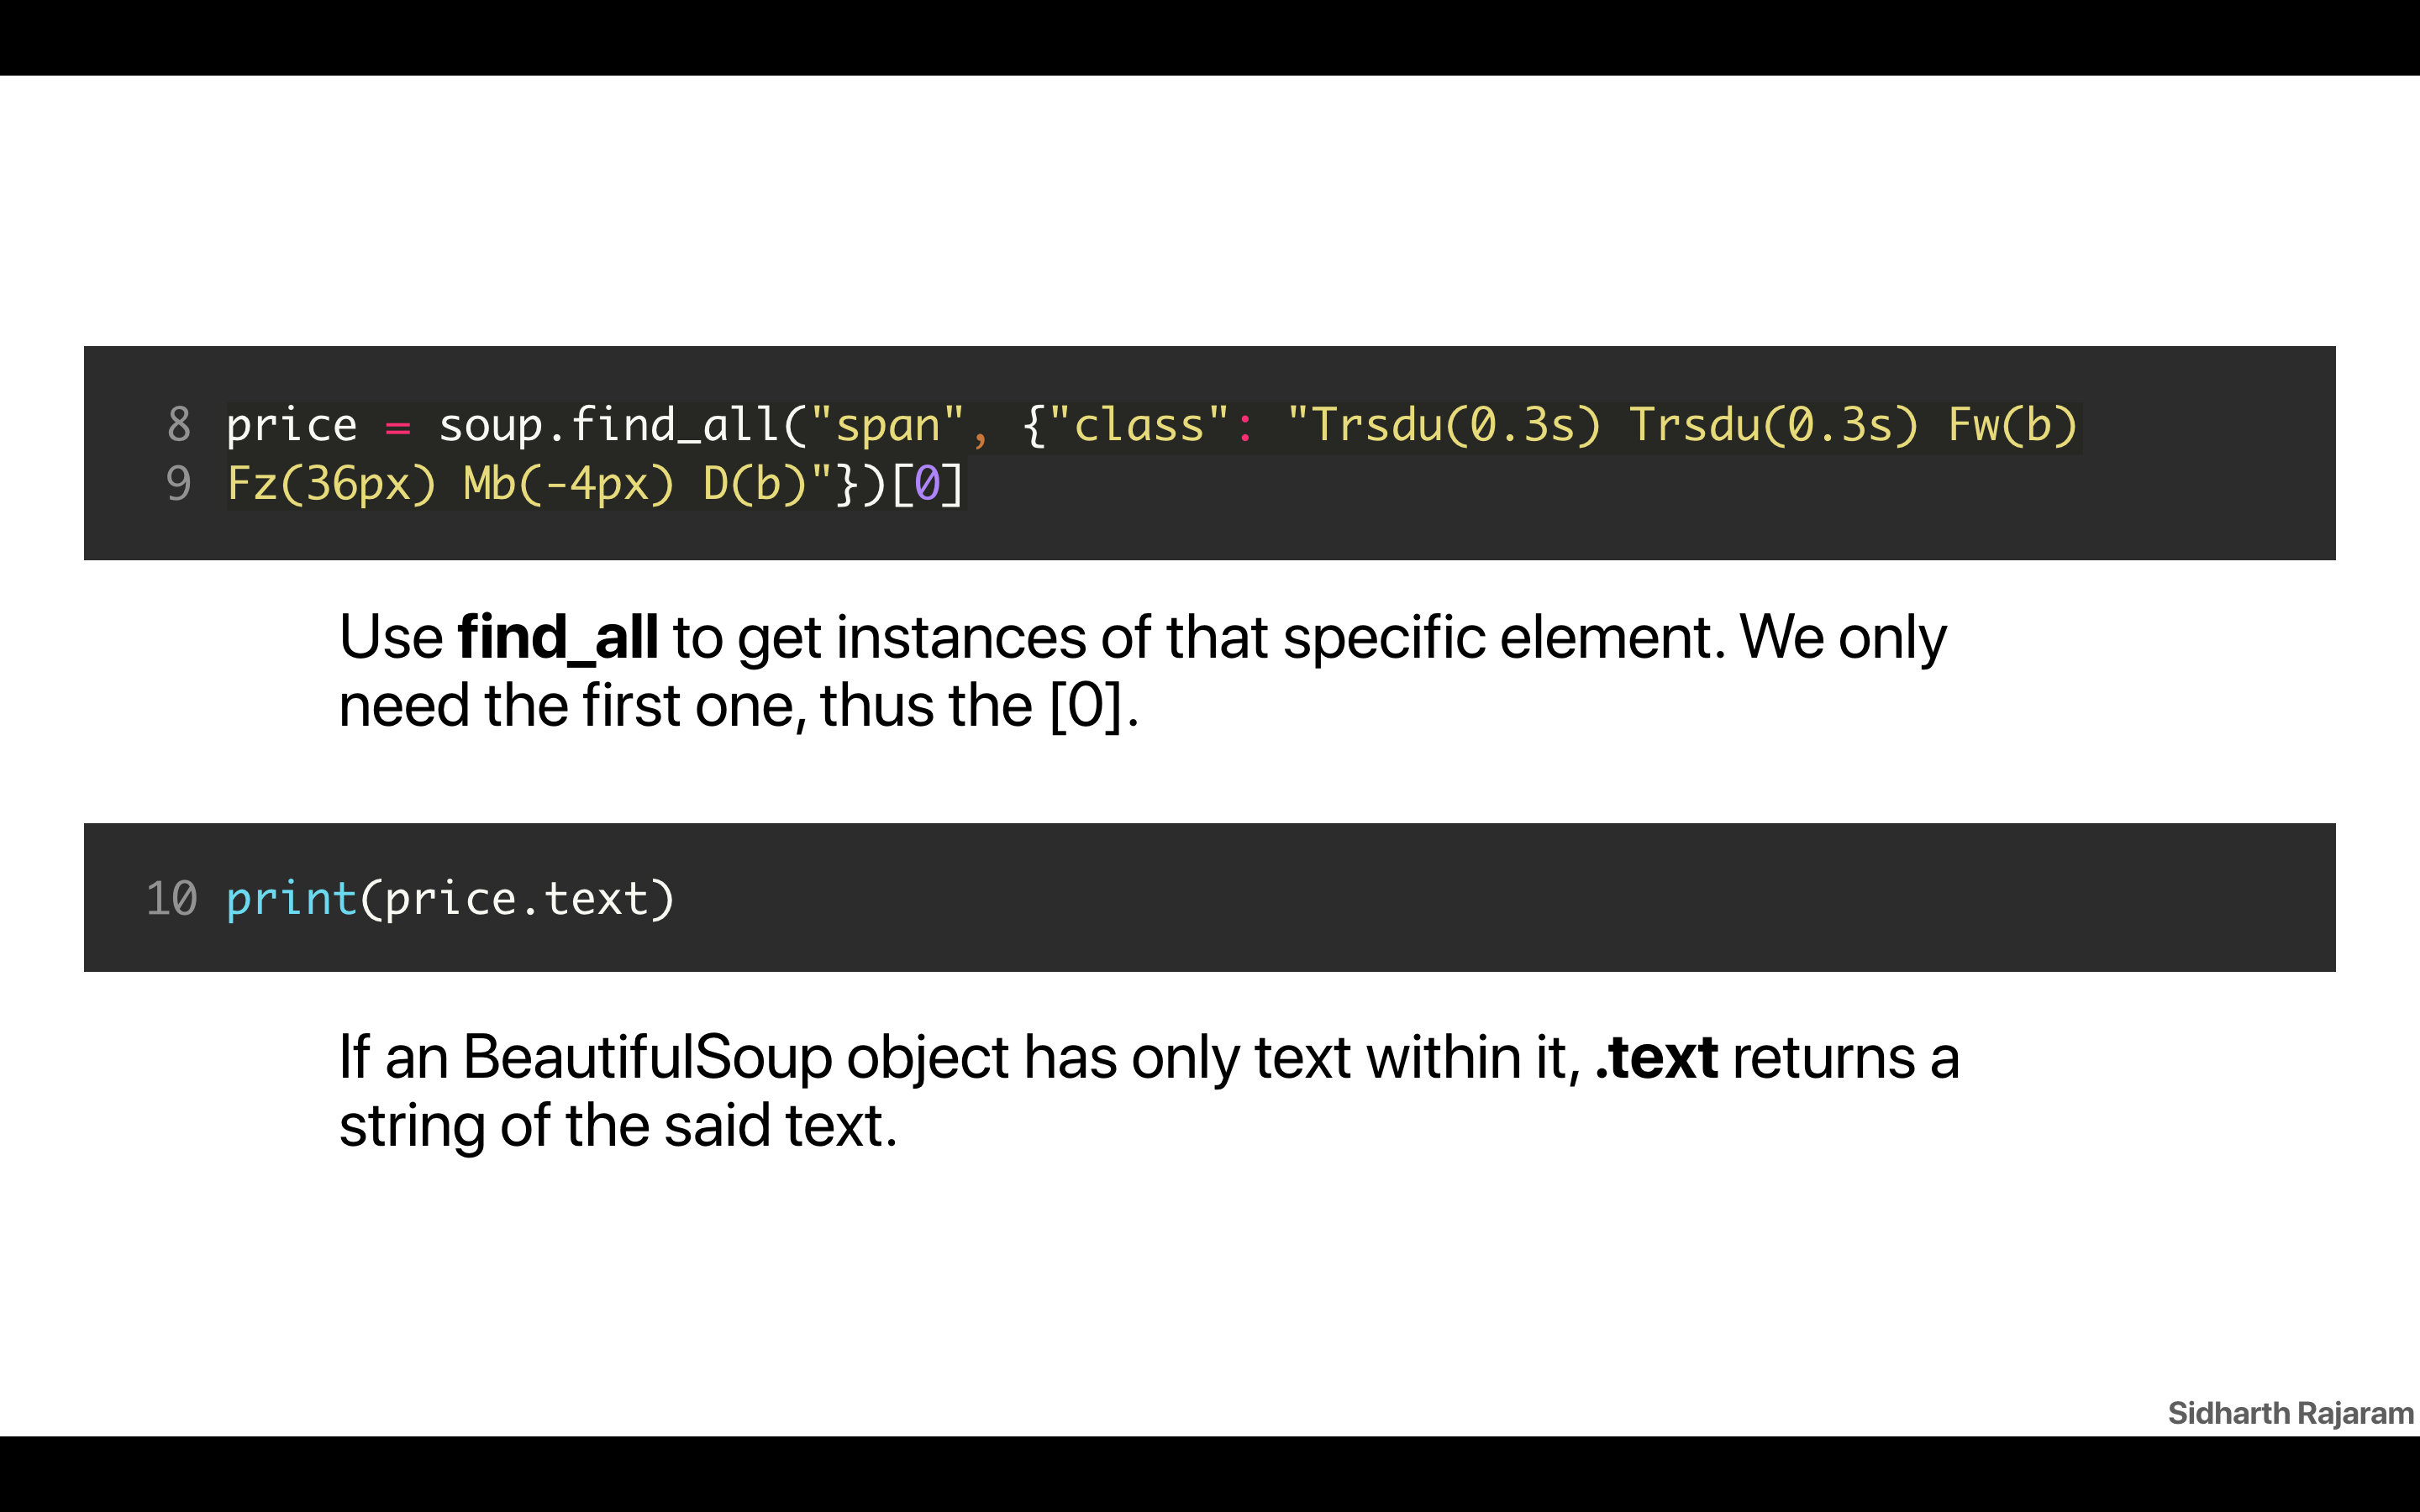 8 price = soup.find_all("span", {"class": "Trsdu(0.3s) Trsdu(0.3s) Fw(b)
9 Fz(36px) Mb(-4px) D(b)"})[0]
Use find_all to get instances of that specific element. We only
need the first one, thus the [0].
10 print(price.text)
If an BeautifulSoup object has only text within it, .text returns a
string of the said text.
Sidharth Rajaram